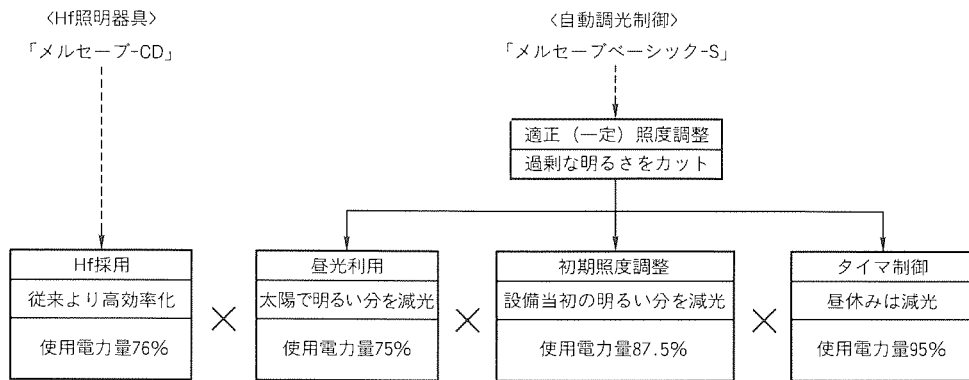 〈Hf照明器具〉
「メルセーブ-CD」
〈自動調光制御〉
「メルセーブベーシック-S」
適正（一定）照度調整
過剰な明るさをカット
Hf採用
従来より高効率化
使用電力量76%
×
昼光利用
太陽で明るい分を減光
使用電力量75%
×
初期照度調整
設備当初の明るい分を減光
使用電力量87.5%
×
タイマ制御
昼休みは減光
使用電力量95%